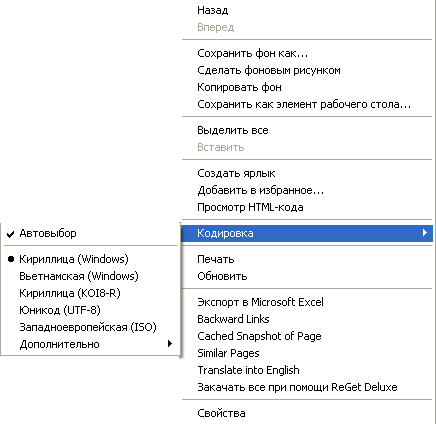 Назад
Вперед
Сохранить фон как...
Сделать фоновым рисунком
Копировать фон
Сохранить как элемент рабочего стола...
Выделить все
Вставить
Создать ярлык
Добавить в избранное...
Просмотр HTML-кода
Кодировка
Автовыбор
Кириллица (Windows)
Вьетнамская (Windows)
Кириллица (KOI8-R)
Юникод (UTF-8)
Западноевропейская (ISO)
Дополнительно
Печать
Обновить
Экспорт в Microsoft Excel
Backward Links
Cached Snapshot of Page
Similar Pages
Translate into English
Закачать все при помощи ReGet Deluxe
Свойства